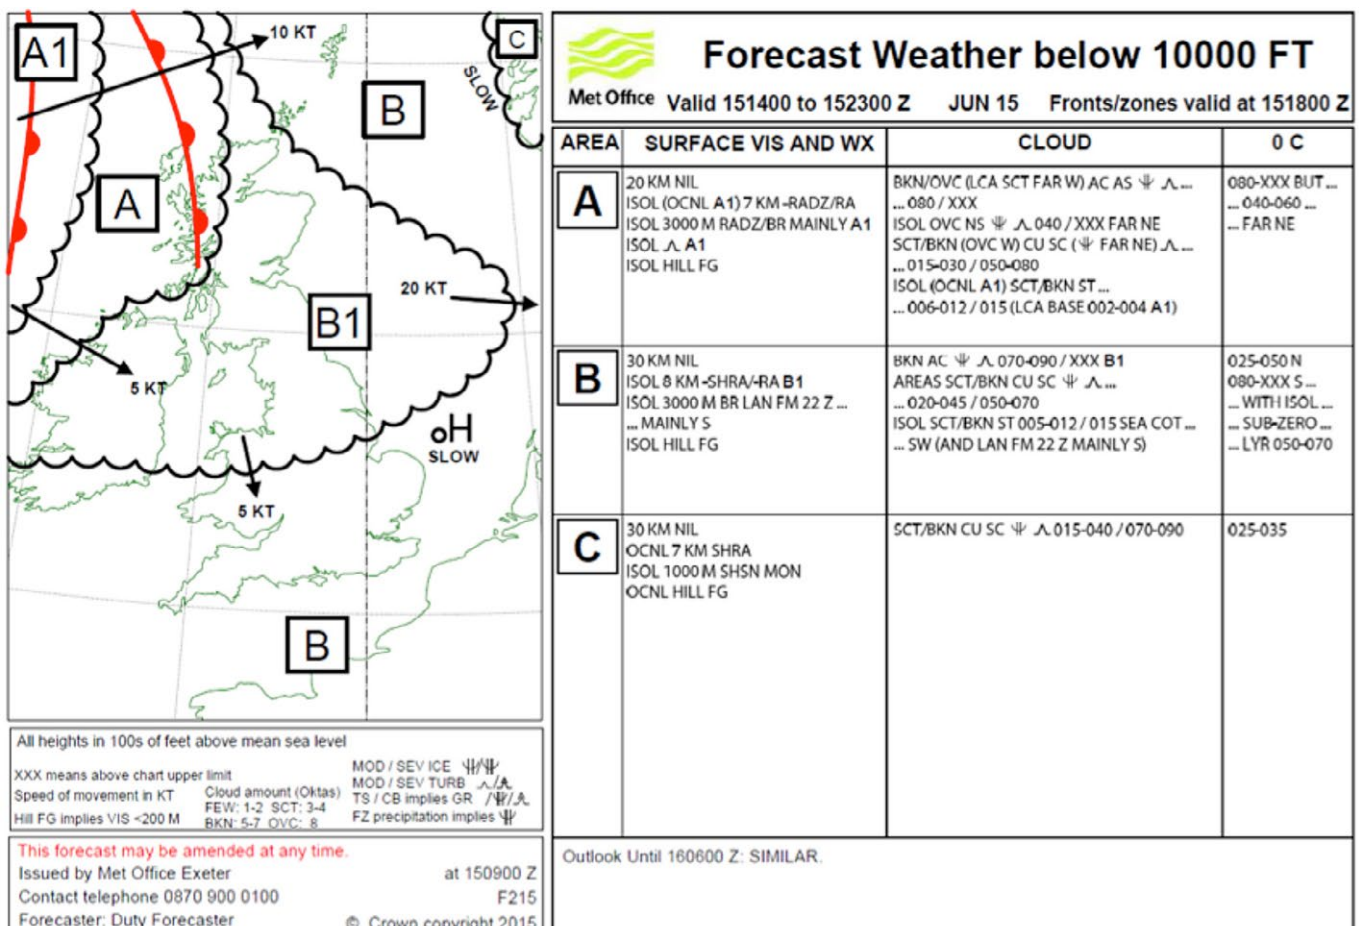 A1
10 KT
C
SLOW
B
A
20 KT
B1
5 KT
H
SLOW
5 KT
B
All heights in 100s of feet above mean sea level
XXX means above chart upper limit
Speed of movement in KT
Hill FG implies VIS <200 M
Cloud amount (Oktas)
FEW: 1-2 SCT: 3-4
BKN: 5-7 OVC: 8
MOD / SEV ICE /
MOD / SEV TURB /
TS / CB implies GR / /
FZ precipitation implies
This forecast may be amended at any time.
Issued by Met Office Exeter at 150900 Z
Contact telephone 0870 900 0100 F215
Forecaster: Duty Forecaster © Crown copyright 2015
Met Office
Forecast Weather below 10000 FT
Valid 151400 to 152300 Z JUN 15 Fronts/zones valid at 151800 Z
AREA SURFACE VIS AND WX CLOUD 0 C
A
20 KM NIL
ISOL (OCNL A1) 7 KM -RADZ/RA
ISOL 3000 M RADZ/BR MAINLY A1
ISOL A1
ISOL HILL FG
BKN/OVC (LCA SCT FAR W) AC AS ...
... 080 / XXX
ISOL OVC NS 040 / XXX FAR NE
SCT/BKN (OVC W) CU SC ( FAR NE) ...
... 015-030 / 050-080
ISOL (OCNL A1) SCT/BKN ST ...
... 006-012 / 015 (LCA BASE 002-004 A1)
080-XXX BUT ...
... 040-060 ...
... FAR NE
B
30 KM NIL
ISOL 8 KM -SHRA/-RA B1
ISOL 3000 M BR LAN FM 22 Z ...
... MAINLY S
ISOL HILL FG
BKN AC 070-090 / XXX B1
AREAS SCT/BKN CU SC ...
... 020-045 / 050-070
ISOL SCT/BKN ST 005-012 / 015 SEA COT ...
... SW (AND LAN FM 22 Z MAINLY S)
025-050 N
080-XXX S ...
... WITH ISOL ...
... SUB-ZERO ...
... LYR 050-070
C
30 KM NIL
OCNL 7 KM SHRA
ISOL 1000 M SHSN MON
OCNL HILL FG
SCT/BKN CU SC 015-040 / 070-090
025-035
Outlook Until 160600 Z: SIMILAR.